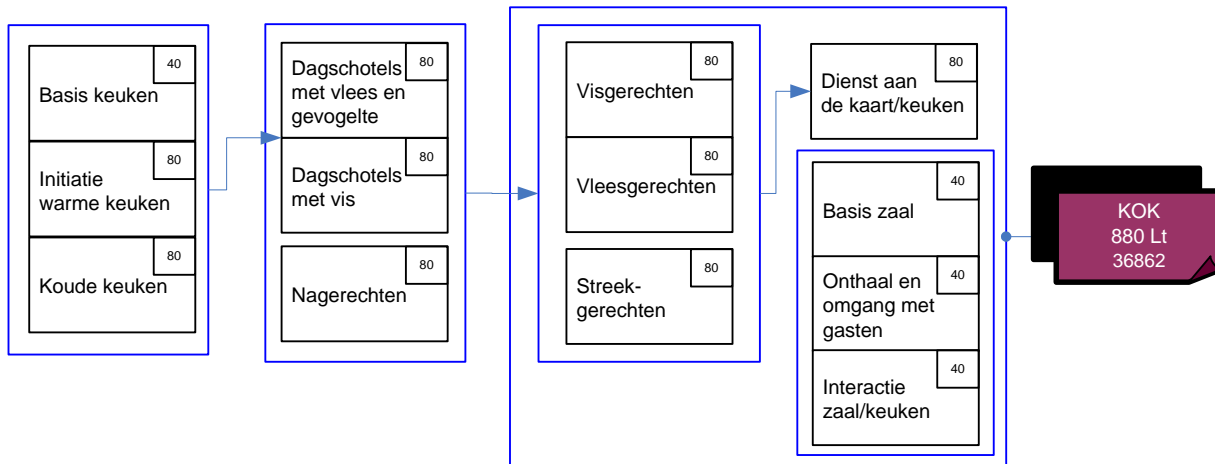 40
Basis keuken
80
Initiatie
warme keuken
80
Koude keuken
80
Dagschotels
met vlees en
gevogelte
80
Dagschotels
met vis
80
Nagerechten
80
Visgerechten
80
Vleesgerechten
80
Streek-
gerechten
80
Dienst aan
de kaart/keuken
40
Basis zaal
40
Onthaal en
omgang met
gasten
40
Interactie
zaal/keuken
KOK
880 Lt
36862